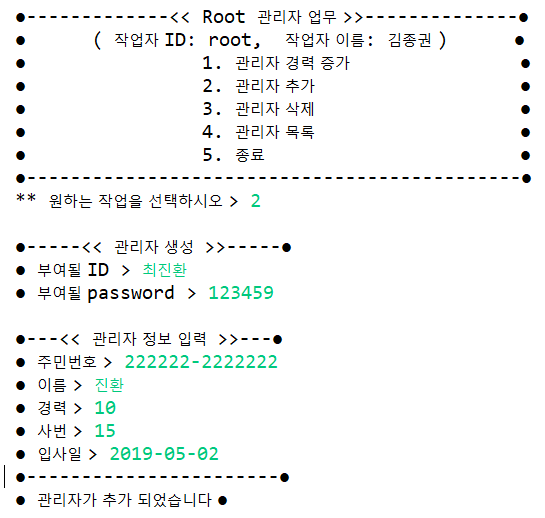 ●-------------<< Root 관리자 업무 >>--------------●
● ( 작업자 ID: root, 작업자 이름: 김종권 ) ●
● 1. 관리자 경력 증가 ●
● 2. 관리자 추가 ●
● 3. 관리자 삭제 ●
● 4. 관리자 목록 ●
● 5. 종료 ●
●---------------------------------------------●
** 원하는 작업을 선택하시오 > 2
●-----<< 관리자 생성 >>-----●
● 부여될 ID > 최진환
● 부여될 password > 123459
●---<< 관리자 정보 입력 >>---●
● 주민번호 > 222222-2222222
● 이름 > 진환
● 경력 > 10
● 사번 > 15
● 입사일 > 2019-05-02
●-----------------------●
● 관리자가 추가 되었습니다 ●